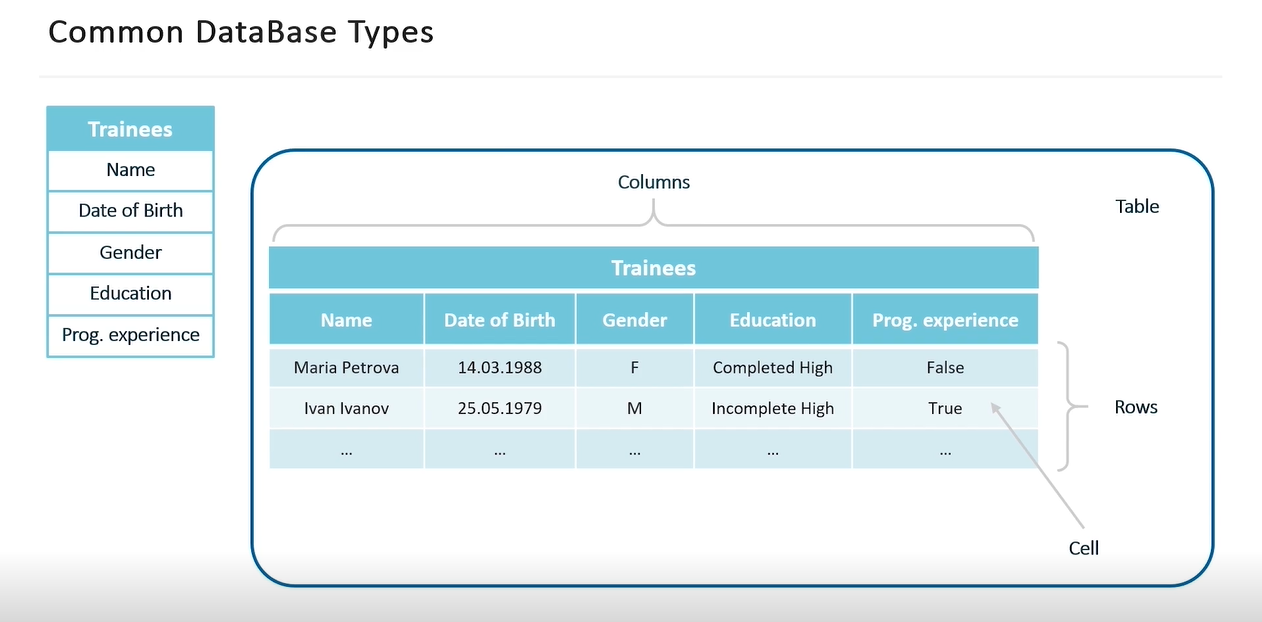 Common DataBase Types
Trainees
Name
Date of Birth
Gender
Education
Prog. experience
Columns
Table
Trainees
Name Date of Birth Gender Education Prog. experience
Maria Petrova 14.03.1988 F Completed High False
Ivan Ivanov 25.05.1979 M Incomplete High True
... ... ... ... ...
Rows
Cell